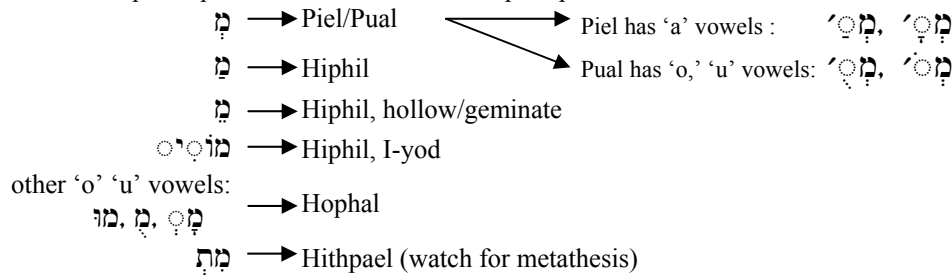 מְ → Piel/Pual → Piel has 'a' vowels : מְ◌ָ׳, מְ◌ַ׳
מַ → Hiphil → Pual has 'o,' 'u' vowels: מְ◌ֹ׳, מְ◌ֻ׳
מֵ → Hiphil, hollow/geminate
מוֹ◌ִי◌ → Hiphil, I-yod
other 'o' 'u' vowels:
מָ◌ְ, מֻ, מוּ → Hophal
מִתְ → Hithpael (watch for metathesis)